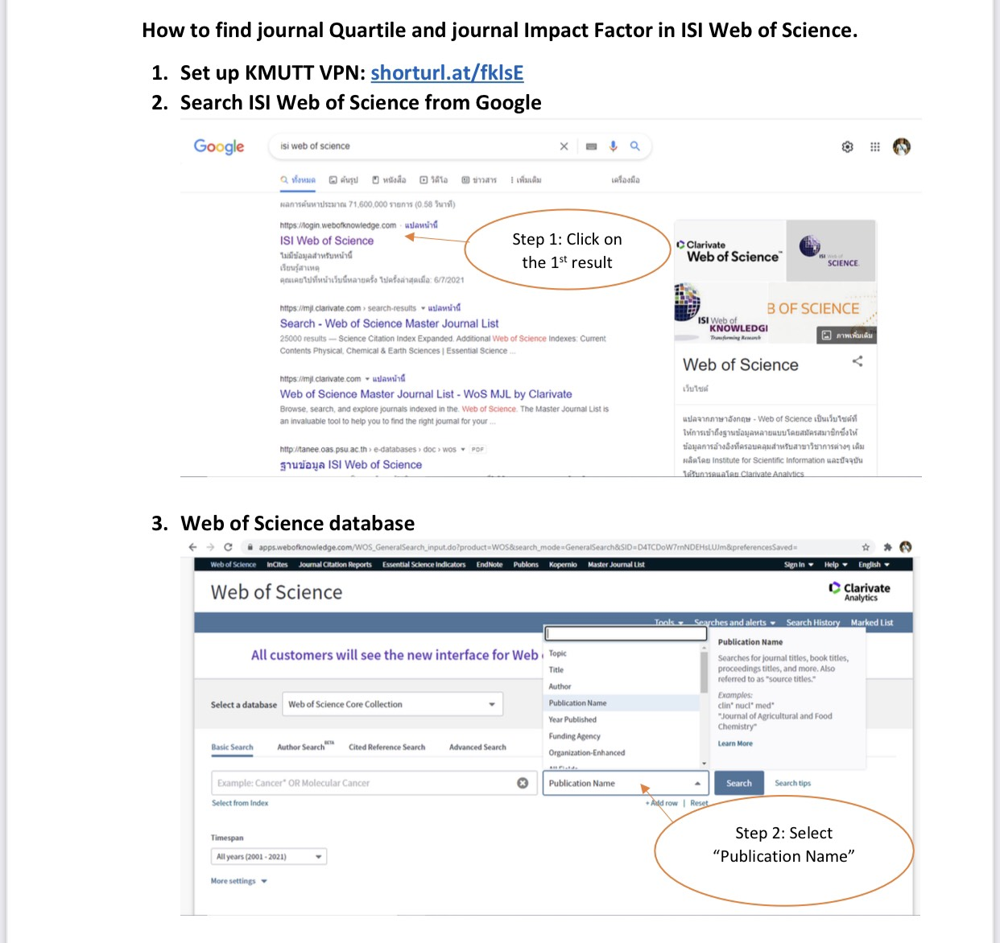 How to find journal Quartile and journal Impact Factor in ISI Web of Science.
1. Set up KMUTT VPN: shorturl.at/fklsE
2. Search ISI Web of Science from Google
Google
isi web of science
ทั้งหมด ค้นรูป หนังสือ วิดีโอ ข่าวสาร เพิ่มเติม เครื่องมือ
ผลการค้นหาประมาณ 71,600,000 รายการ (0.58 วินาที)
https://login.webofknowledge.com · แปลหน้านี้
ISI Web of Science
ไม่มีข้อมูลสำหรับหน้านี้
เรียนรู้สาเหตุ
คุณเคยไปที่หน้าเว็บนี้หลายครั้ง ไปครั้งล่าสุดเมื่อ: 6/7/2021
Step 1: Click on
the 1st result
https://mjl.clarivate.com › search-results แปลหน้านี้
Search - Web of Science Master Journal List
25000 results — Science Citation Index Expanded. Additional Web of Science Indexes: Current
Contents Physical, Chemical & Earth Sciences | Essential Science ...
https://mjl.clarivate.com แปลหน้านี้
Web of Science Master Journal List - WoS MJL by Clarivate
Browse, search, and explore journals indexed in the. Web of Science. The Master Journal List is
an invaluable tool to help you to find the right journal for your ...
http://tanee.oas.psu.ac.th › e-databases › doc › wos PDF
ฐานข้อมูล ISI Web of Science
Clarivate
Web of Science™
ISI Web of
SCIENCE.
ISI Web of
KNOWLEDGE
Transforming Research
B OF SCIENCE
ภาพเพิ่มเติม
Web of Science
เว็บไซต์
แปลจากภาษาอังกฤษ - Web of Science เป็นเว็บไซต์ที่
ให้การเข้าถึงฐานข้อมูลหลายแบบโดยสมัครสมาชิกซึ่งให้
ข้อมูลการอ้างอิงที่ครอบคลุมสำหรับสาขาวิชาการต่างๆ เดิม
ผลิตโดย Institute for Scientific Information และปัจจุบัน
ได้รับการดูแลโดย Clarivate Analytics
3. Web of Science database
apps.webofknowledge.com/WOS_GeneralSearch_input.do?product=WOS&search_mode=GeneralSearch&SID=D4TCDoW7rnNDEHsLUJm&preferencesSaved=
Web of Science InCites Journal Citation Reports Essential Science Indicators EndNote Publons Kopernio Master Journal List Sign In Help English
Web of Science
Clarivate
Analytics
Tools Searches and alerts Search History Marked List
All customers will see the new interface for Web
Select a database Web of Science Core Collection
Basic Search Author Search BETA Cited Reference Search Advanced Search
Topic
Title
Author
Publication Name
Year Published
Funding Agency
Organization-Enhanced
All Fields
Publication Name
Searches for journal titles, book titles,
proceedings titles, and more. Also
referred to as "source titles."
Examples:
clin* nucl* med*
"Journal of Agricultural and Food
Chemistry"
Learn More
Example: Cancer* OR Molecular Cancer Publication Name Search Search tips
Select from Index + Add row | Reset
Timespan
All years (2001 - 2021)
More settings
Step 2: Select
“Publication Name”